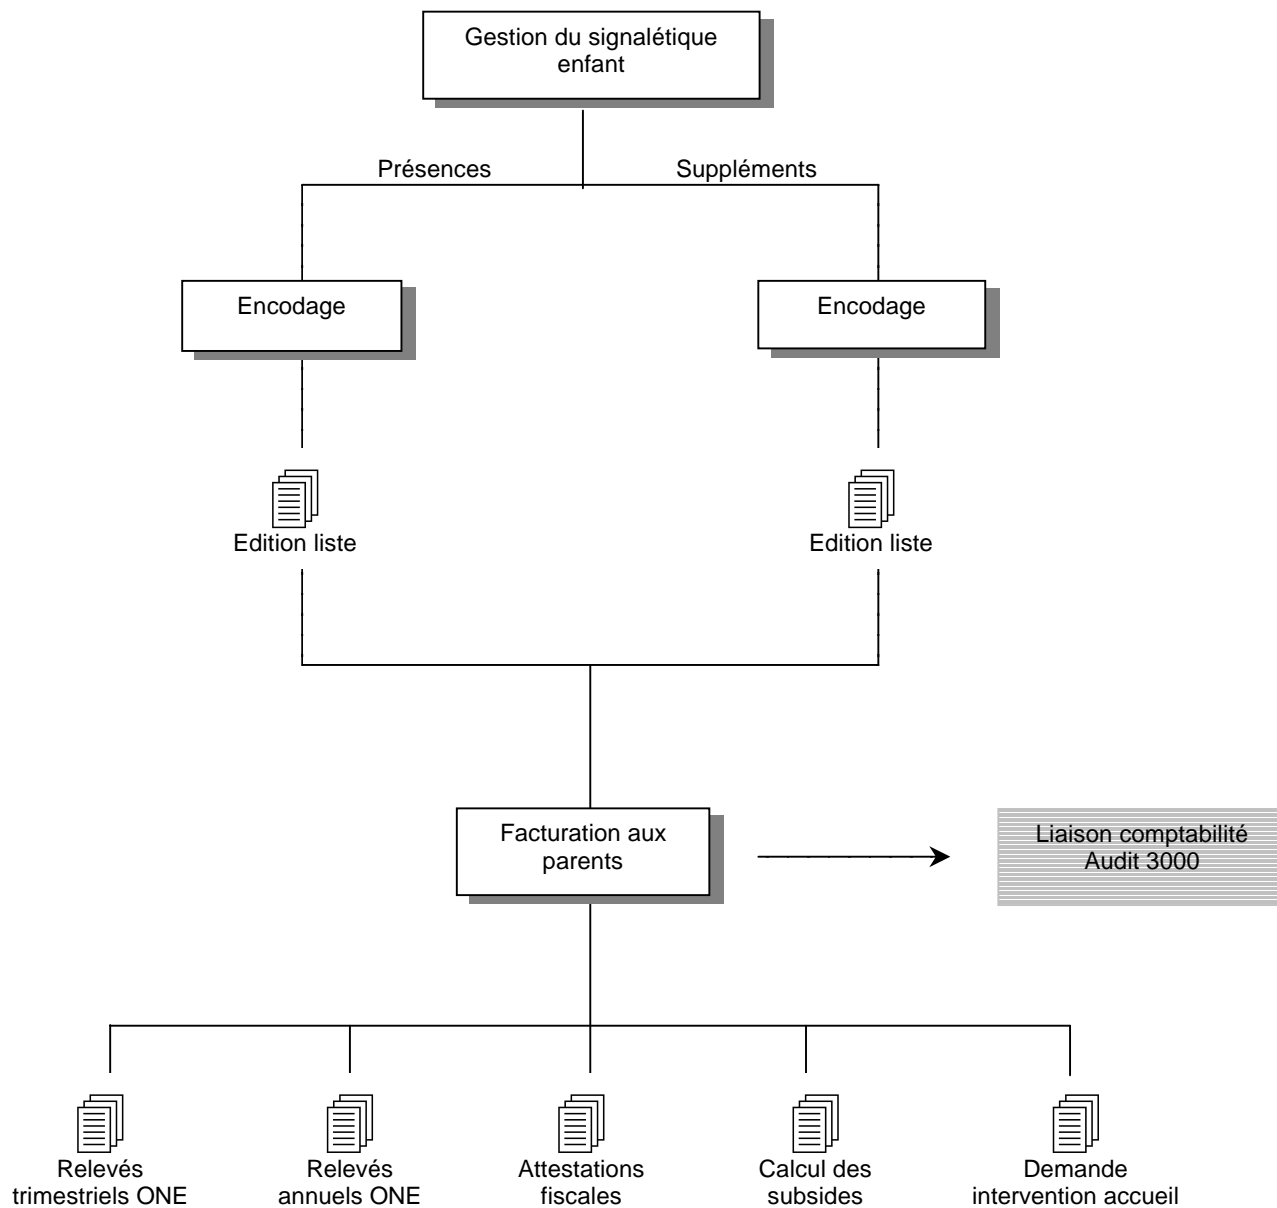 Gestion du signalétique
enfant
Présences
Suppléments
Encodage
Encodage
Edition liste
Edition liste
Facturation aux
parents
Liaison comptabilité
Audit 3000
Relevés
trimestriels ONE
Relevés
annuels ONE
Attestations
fiscales
Calcul des
subsides
Demande
intervention accueil